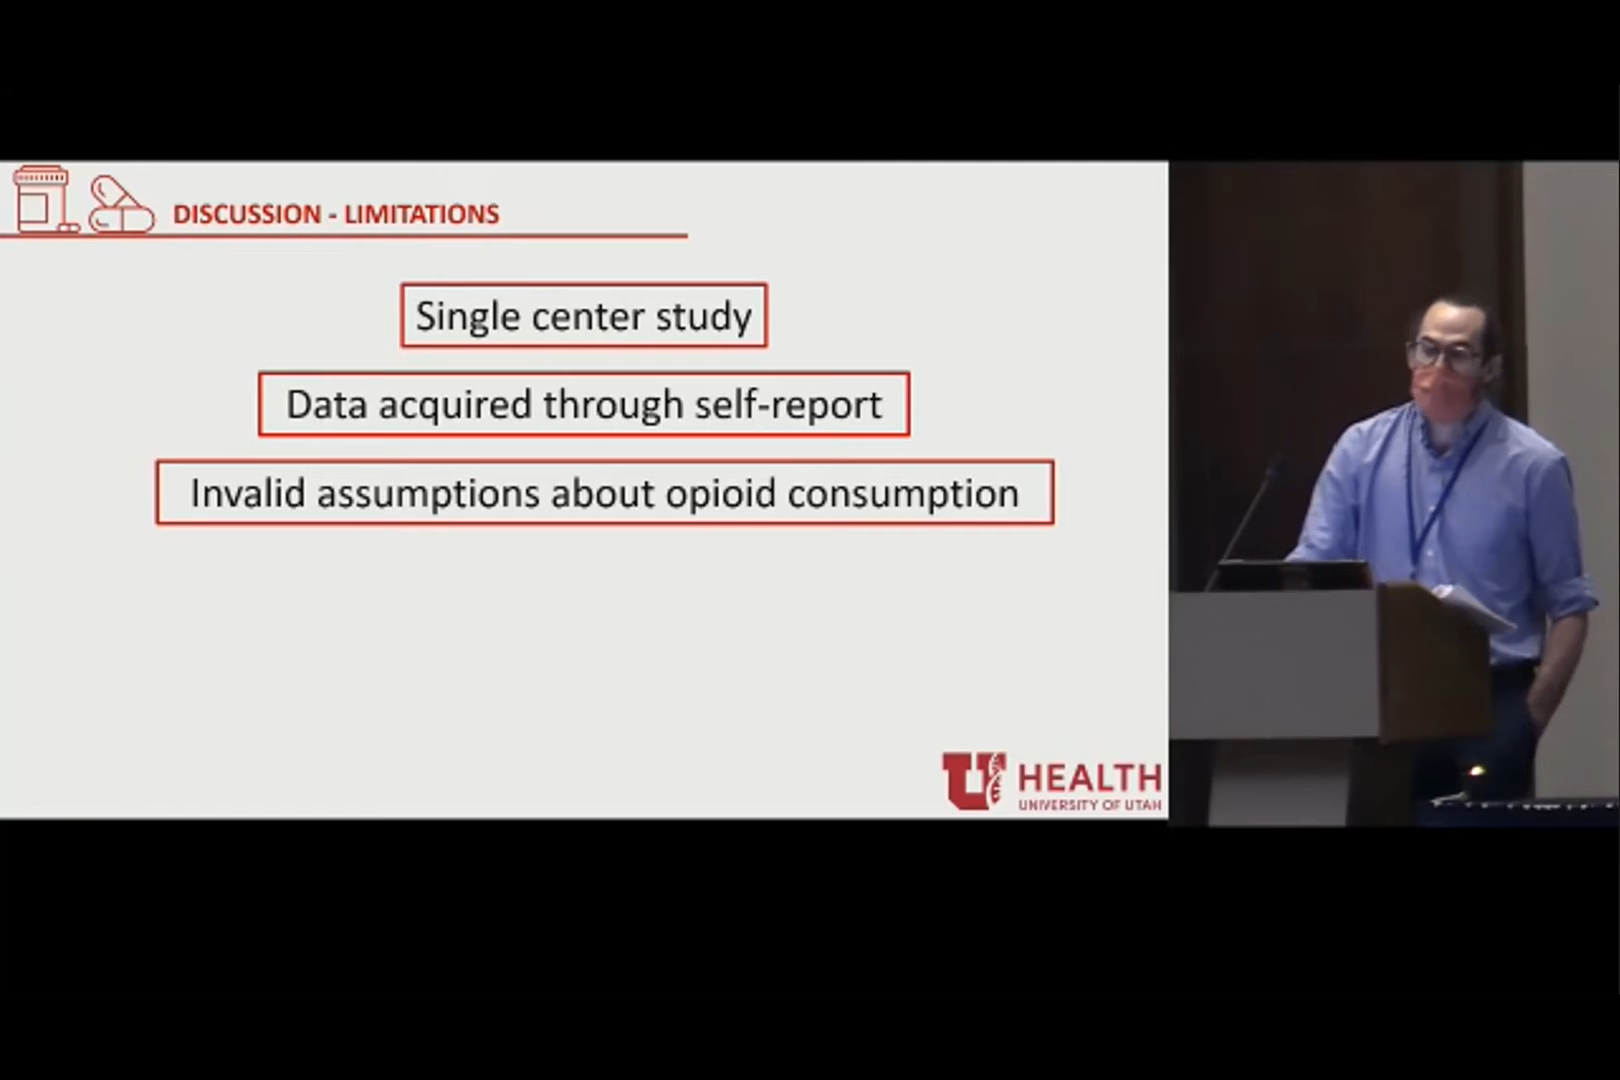 DISCUSSION - LIMITATIONS
Single center study
Data acquired through self-report
Invalid assumptions about opioid consumption
U HEALTH
UNIVERSITY OF UTAH